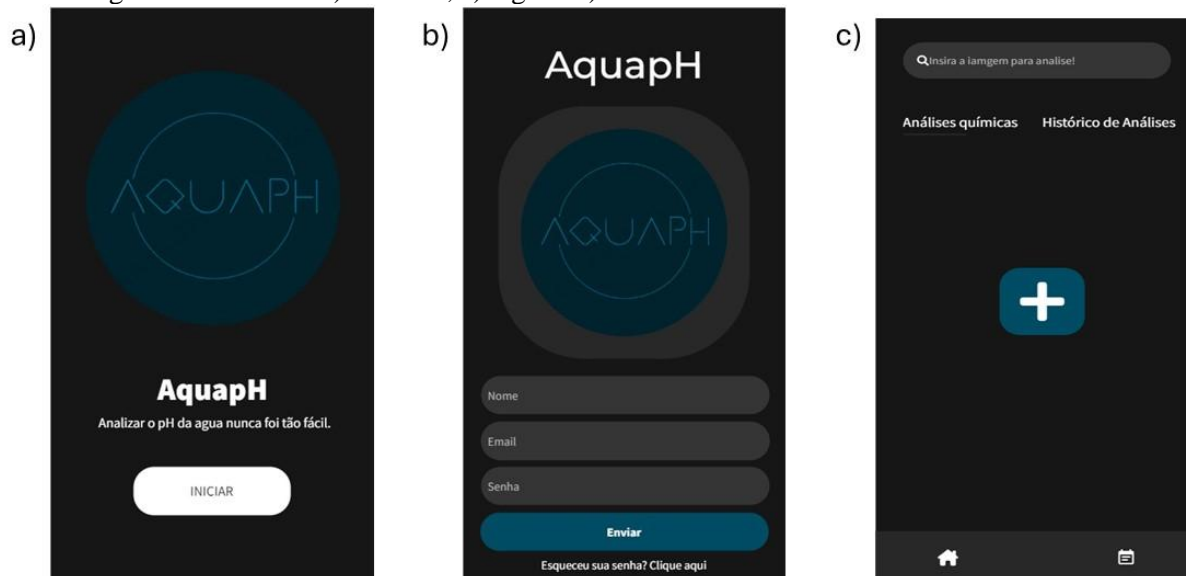 a)
AQUAPH
AquapH
Analizar o pH da agua nunca foi tão fácil.
INICIAR
b)
AquapH
AQUAPH
Nome
Email
Senha
Enviar
Esqueceu sua senha? Clique aqui
c)
Insira a iamgem para analise!
Análises químicas Histórico de Análises